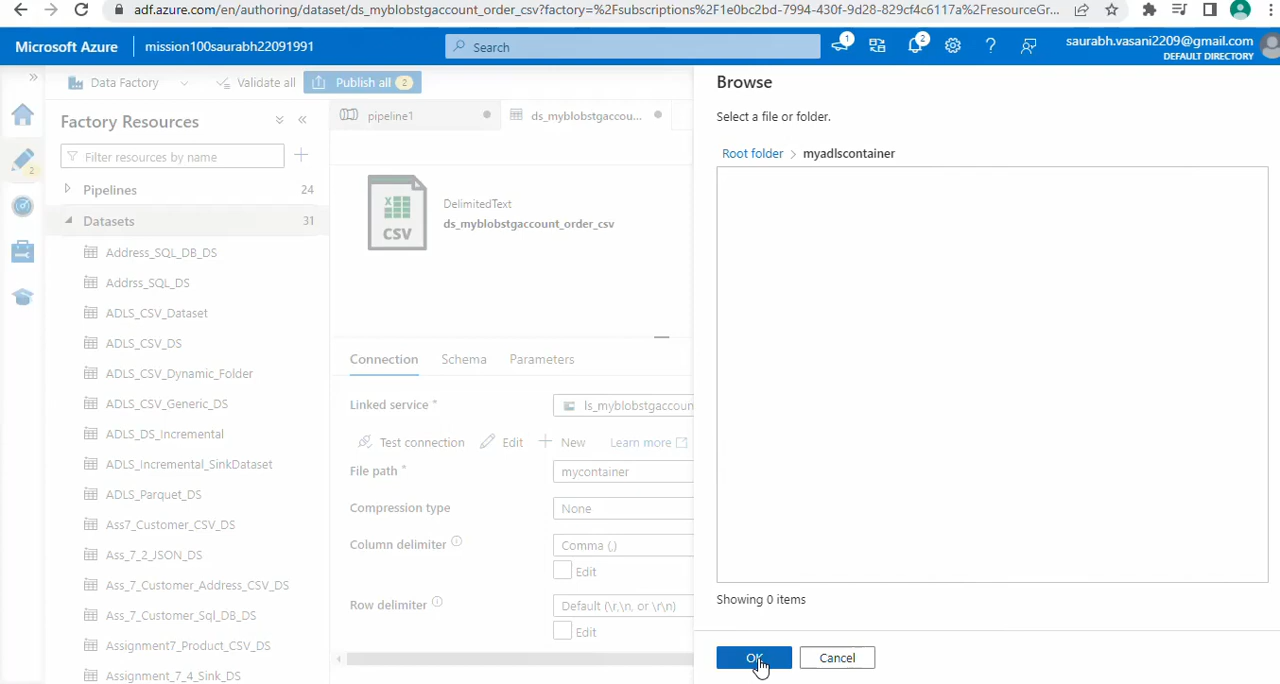 adf.azure.com/en/authoring/dataset/ds_myblobstgaccount_order_csv?factory=%2Fsubscriptions%2F1e0bc2bd-7994-430f-9d28-829cf4c6117a%2FresourceGr...
Microsoft Azure
mission100saurabh22091991
Search
1
2
saurabh.vasani2209@gmail.com
DEFAULT DIRECTORY
Data Factory
Validate all
Publish all 2
2
Factory Resources
Filter resources by name
Pipelines 24
Datasets 31
Address_SQL_DB_DS
Addrss_SQL_DS
ADLS_CSV_Dataset
ADLS_CSV_DS
ADLS_CSV_Dynamic_Folder
ADLS_CSV_Generic_DS
ADLS_DS_Incremental
ADLS_Incremental_SinkDataset
ADLS_Parquet_DS
Ass7_Customer_CSV_DS
Ass_7_2_JSON_DS
Ass_7_Customer_Address_CSV_DS
Ass_7_Customer_Sql_DB_DS
Assignment7_Product_CSV_DS
Assignment_7_4_Sink_DS
pipeline1
ds_myblobstgaccou...
CSV
DelimitedText
ds_myblobstgaccount_order_csv
Connection Schema Parameters
Linked service *
ls_myblobstgaccoun
Test connection
Edit
New
Learn more
File path *
mycontainer
Compression type
None
Column delimiter
Comma (,)
Edit
Row delimiter
Default (\r,\n, or \r\n)
Edit
Browse
Select a file or folder.
Root folder > myadlscontainer
Showing 0 items
OK
Cancel